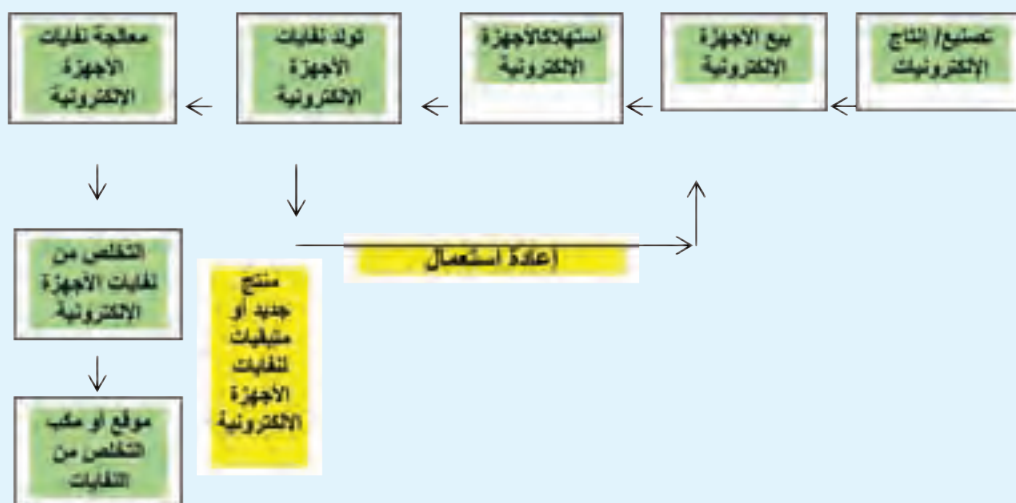 تصنيع/ إنتاج
الإلكترونيات
بيع الأجهزة
الإلكترونية
استهلاكالأجهزة
الإلكترونية
تولد نفايات
الأجهزة
الإلكترونية
معالجة نفايات
الأجهزة
الإلكترونية
إعادة استعمال
منتج
جديد أو
متبقيات
لنفايات
الأجهزة
الالكترونية
التخلص من
نفايات الأجهزة
الإلكترونية
موقع أو مكب
التخلص من
النفايات